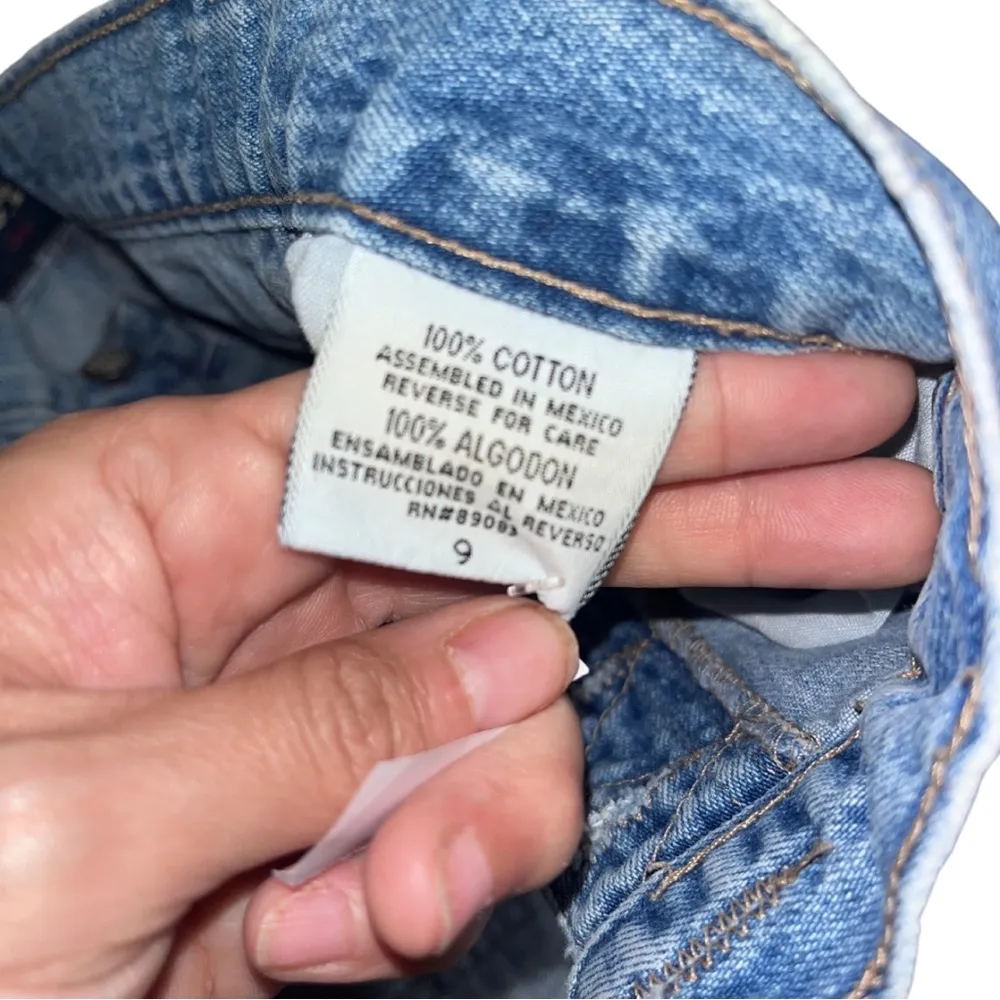 100% COTTON
ASSEMBLED IN MEXICO
REVERSE FOR CARE
100% ALGODON
ENSAMBLADO EN MEXICO
INSTRUCCIONES AL REVERSO
9